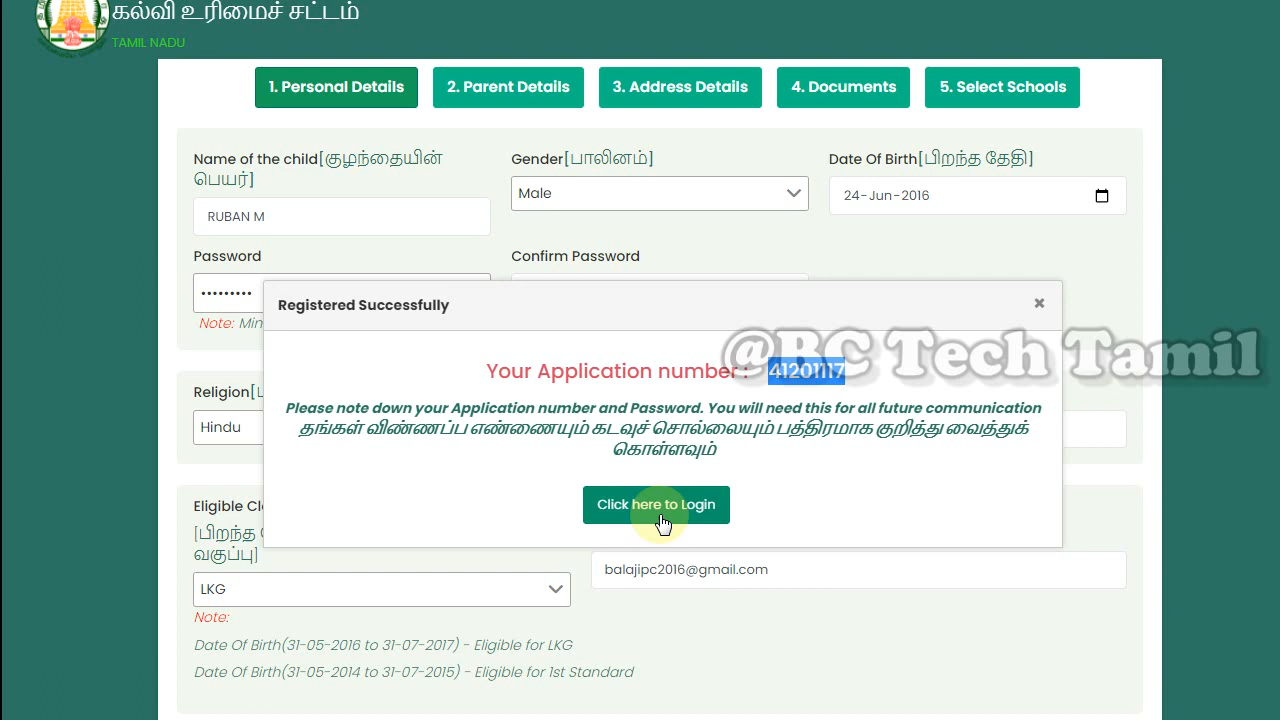 கல்வி உரிமைச் சட்டம்
TAMIL NADU
1. Personal Details 2. Parent Details 3. Address Details 4. Documents 5. Select Schools
Name of the child[குழந்தையின்
பெயர்]
Gender[பாலினம்]
Date Of Birth[பிறந்த தேதி]
RUBAN M
Male
24-Jun-2016
Password
Confirm Password
•••••••••
Note:
Registered Successfully
@BC Tech Tamil
Your Application number : 41201117
Please note down your Application number and Password. You will need this for all future communication
தங்கள் விண்ணப்ப எண்ணையும் கடவுச் சொல்லையும் பத்திரமாக குறித்து வைத்துக்
கொள்ளவும்
Click here to Login
Religion[
Hindu
Eligible
[பிறந்த
வகுப்பு]
LKG
balajipc2016@gmail.com
Note:
Date Of Birth(31-05-2016 to 31-07-2017) - Eligible for LKG
Date Of Birth(31-05-2014 to 31-07-2015) - Eligible for 1st Standard